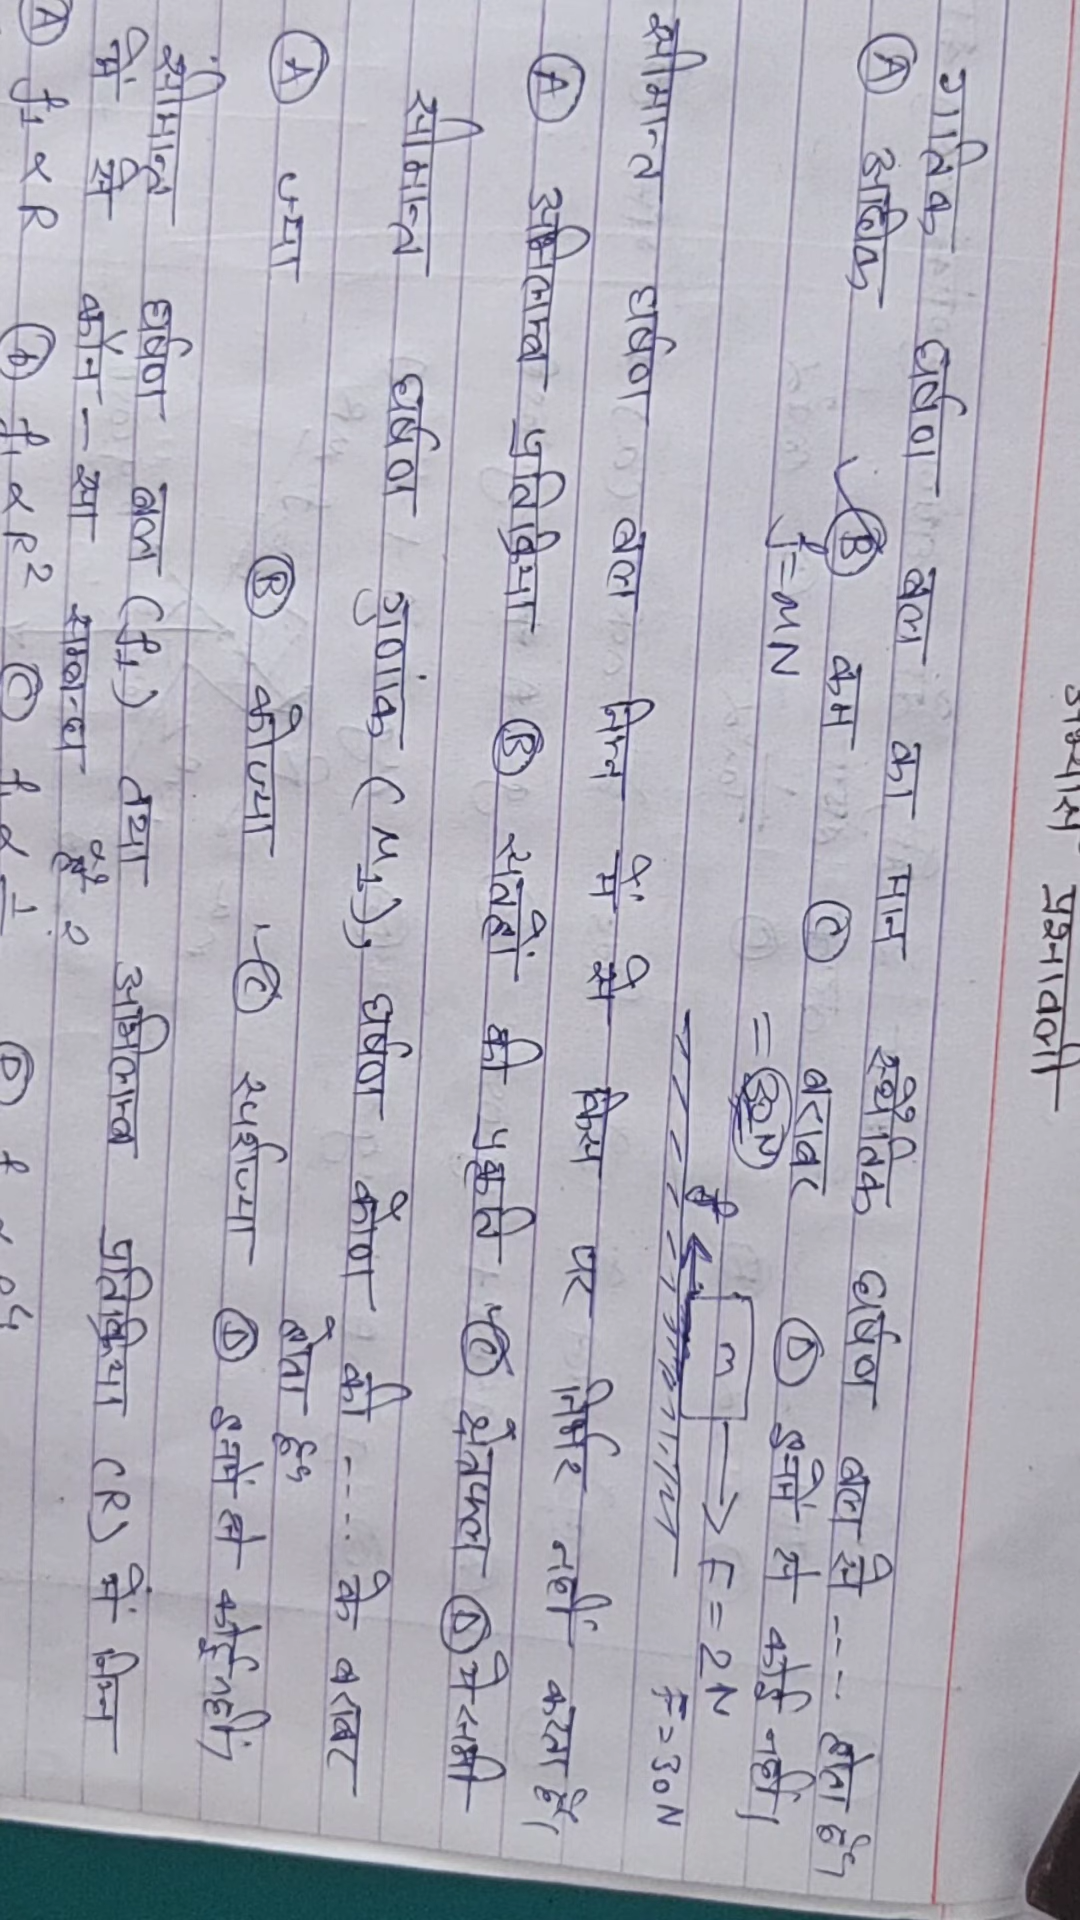 अभ्यास प्रश्नावली
गतिक घर्षण बल का मान स्थैतिक घर्षण बल से .... होता है,
Ⓐ अधिक ✓Ⓑ कम Ⓒ बराबर Ⓓ इनमें से कोई नहीं।
f=μN =30N
f m F=2N
F=30N
सीमान्त घर्षण बल निम्न में से किस पर निर्भर नहीं करता है।
Ⓐ अभिलम्ब प्रतिक्रिया Ⓑ सतहों की प्रकृति ✓Ⓒ क्षेत्रफल Ⓓ ये सभी
सीमान्त घर्षण गुणांक (μ1), घर्षण कोण की .... के बराबर
होता है,
Ⓐ ज्या Ⓑ कोज्या ✓Ⓒ स्पर्शज्या Ⓓ इनमें से कोई नहीं,
सीमान्त घर्षण बल (f1) तथा अभिलम्ब प्रतिक्रिया (R) में निम्न
में से कौन-सा सम्बन्ध है ?
Ⓐ f1 ∝ R Ⓑ f1 ∝ R² Ⓒ f1 ∝ 1 Ⓓ